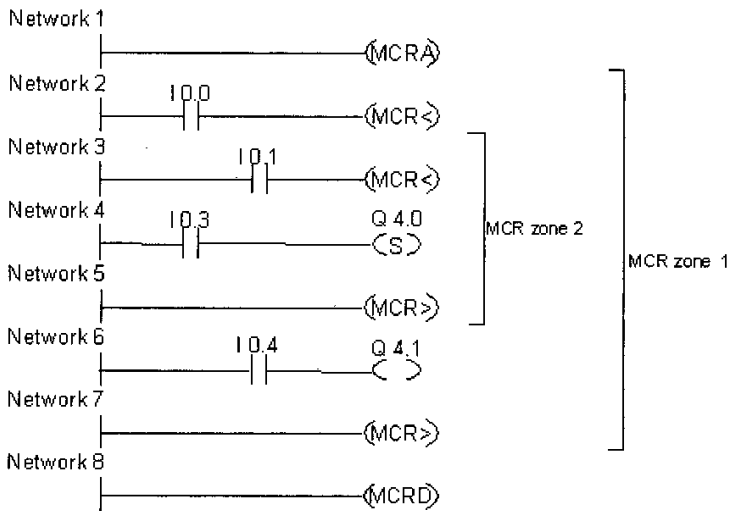 Network 1
(MCRA)
Network 2
I 0.0
(MCR<)
Network 3
I 0.1
(MCR<)
Network 4
I 0.3
Q 4.0
(S)
MCR zone 2
MCR zone 1
Network 5
(MCR>)
Network 6
I 0.4
Q 4.1
( )
Network 7
(MCR>)
Network 8
(MCRD)